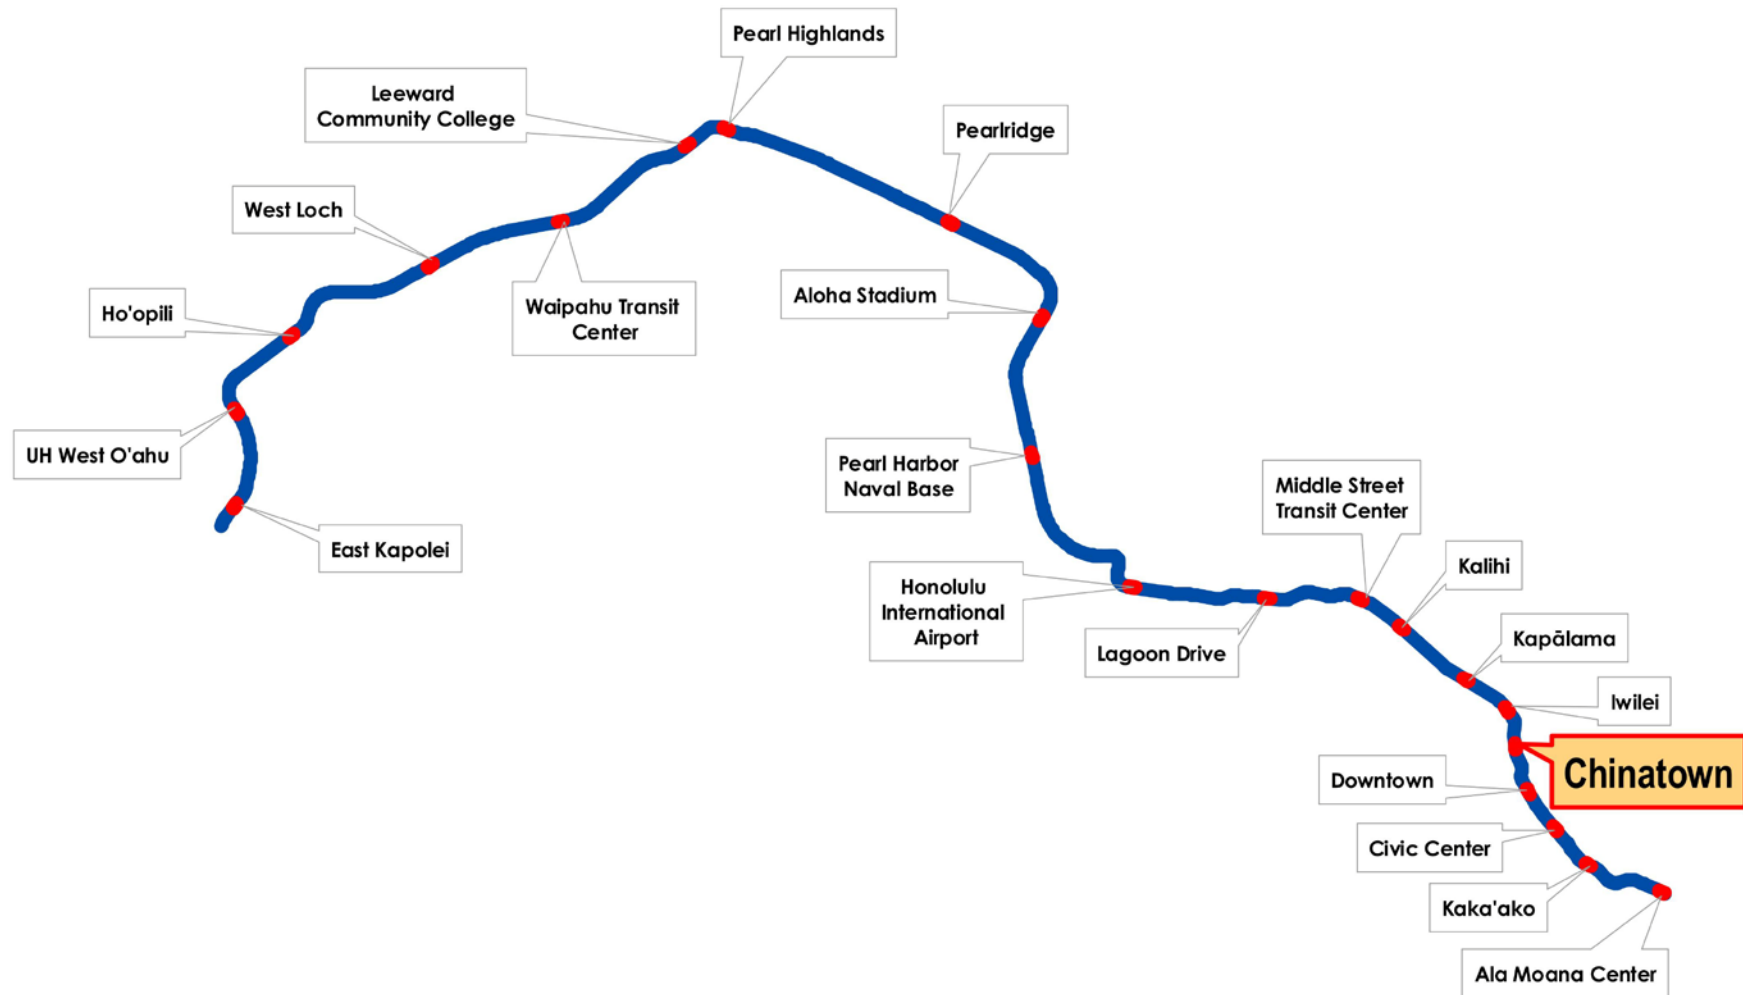 Pearl Highlands
Leeward
Community College
Pearlridge
West Loch
Aloha Stadium
Ho'opili
Waipahu Transit
Center
UH West O'ahu
Pearl Harbor
Naval Base
Middle Street
Transit Center
East Kapolei
Kalihi
Honolulu
International
Airport
Lagoon Drive
Kapālama
Iwilei
Chinatown
Downtown
Civic Center
Kaka'ako
Ala Moana Center